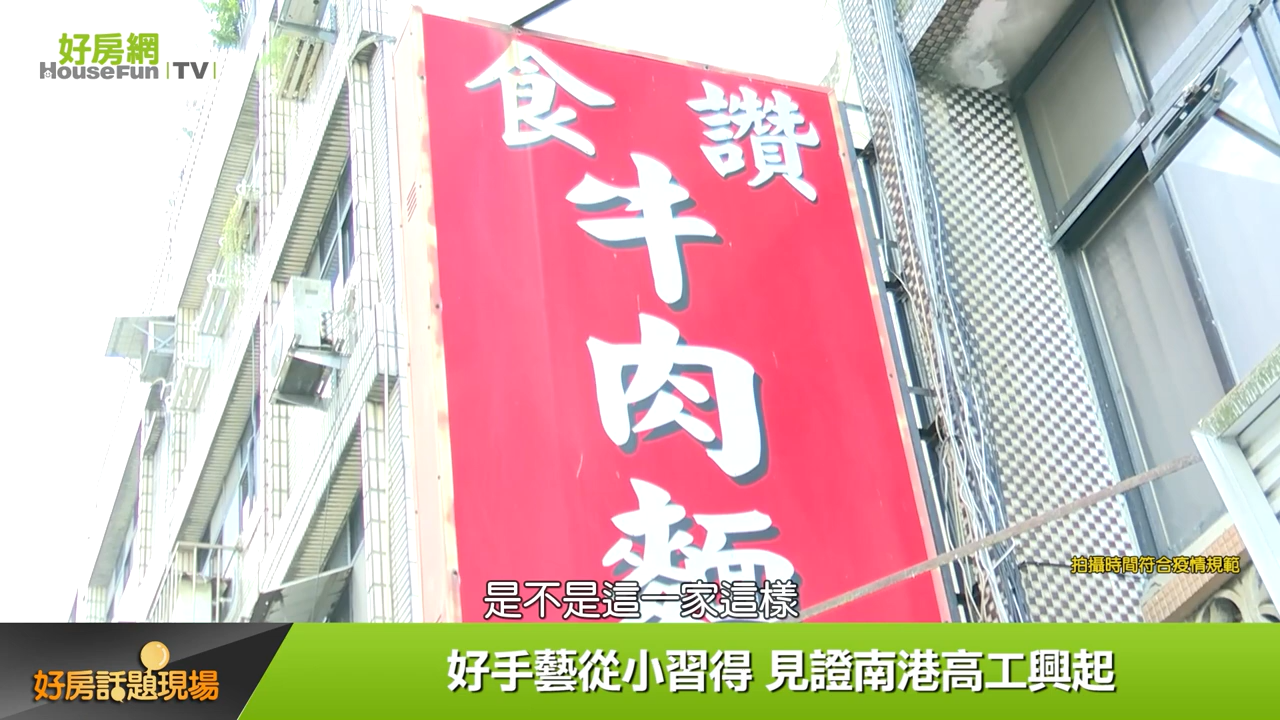 好房網
HouseFun TV
食 讚
牛肉麵
拍攝時間符合疫情規範
是不是這一家這樣
好房話題現場
好手藝從小習得 見證南港高工興起